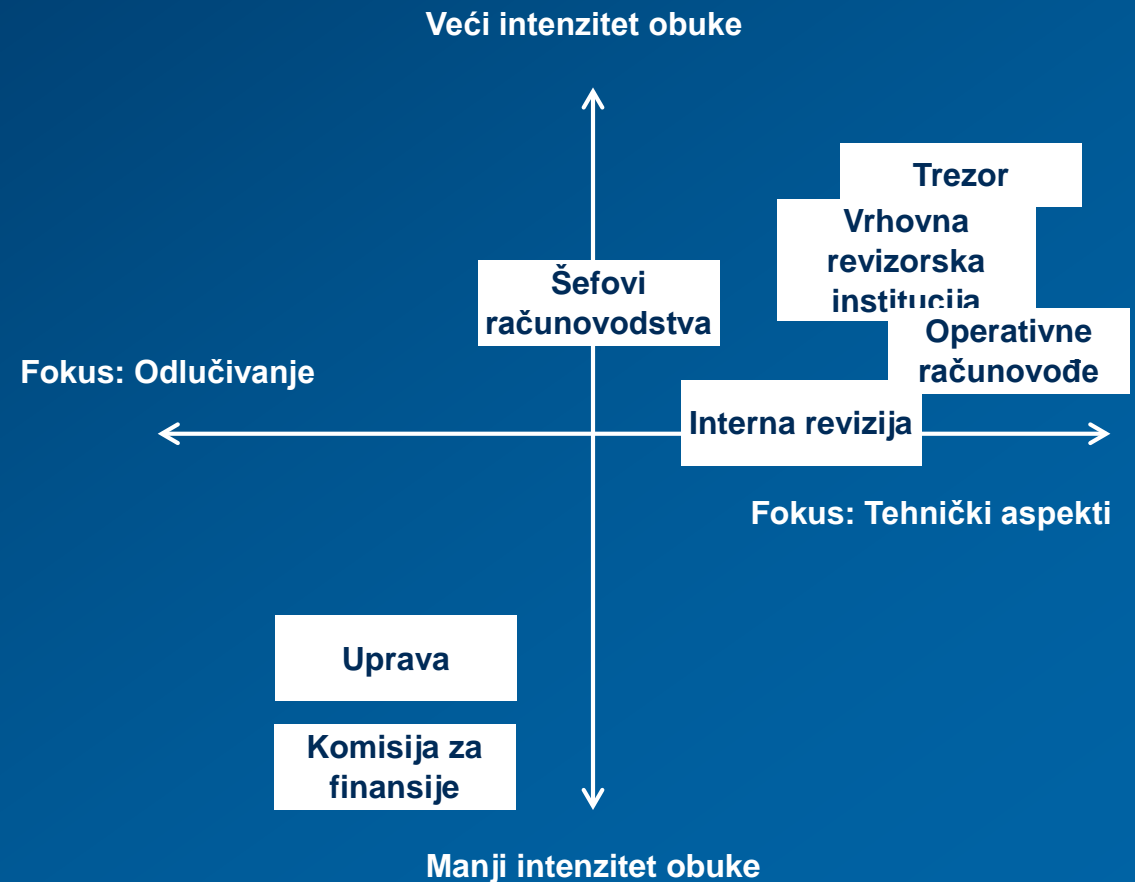 Veći intenzitet obuke
Trezor
Vrhovna
revizorska
institucija
Šefovi
računovodstva
Operativne
računovođe
Fokus: Odlučivanje
Interna revizija
Fokus: Tehnički aspekti
Uprava
Komisija za
finansije
Manji intenzitet obuke